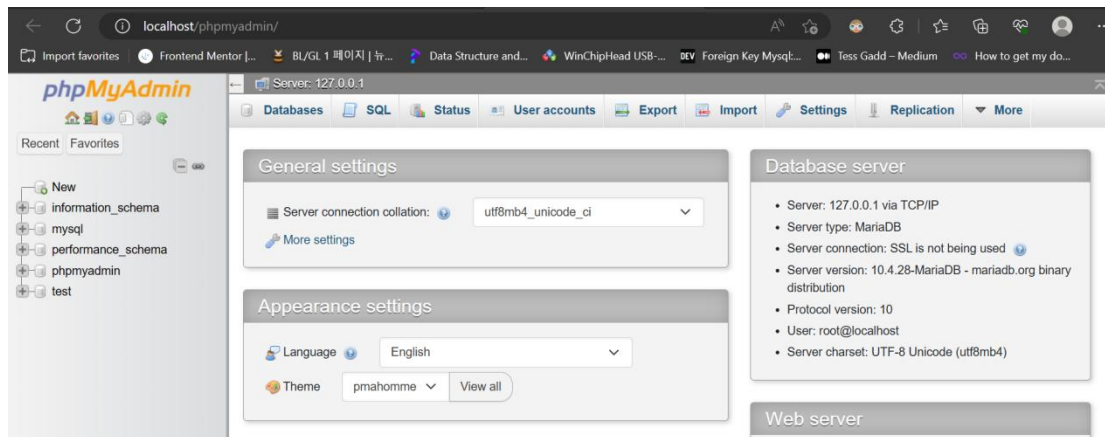 localhost/phpmyadmin/
Import favorites
Frontend Mentor |...
BL/GL 1 페이지 | 뉴...
Data Structure and...
WinChipHead USB-...
DEV Foreign Key Mysql:...
Tess Gadd – Medium
How to get my do...
phpMyAdmin
Server: 127.0.0.1
Databases
SQL
Status
User accounts
Export
Import
Settings
Replication
More
Recent
Favorites
New
information_schema
mysql
performance_schema
phpmyadmin
test
General settings
Server connection collation:
utf8mb4_unicode_ci
More settings
Appearance settings
Language
English
Theme
pmahomme
View all
Database server
• Server: 127.0.0.1 via TCP/IP
• Server type: MariaDB
• Server connection: SSL is not being used
• Server version: 10.4.28-MariaDB - mariadb.org binary
distribution
• Protocol version: 10
• User: root@localhost
• Server charset: UTF-8 Unicode (utf8mb4)
Web server